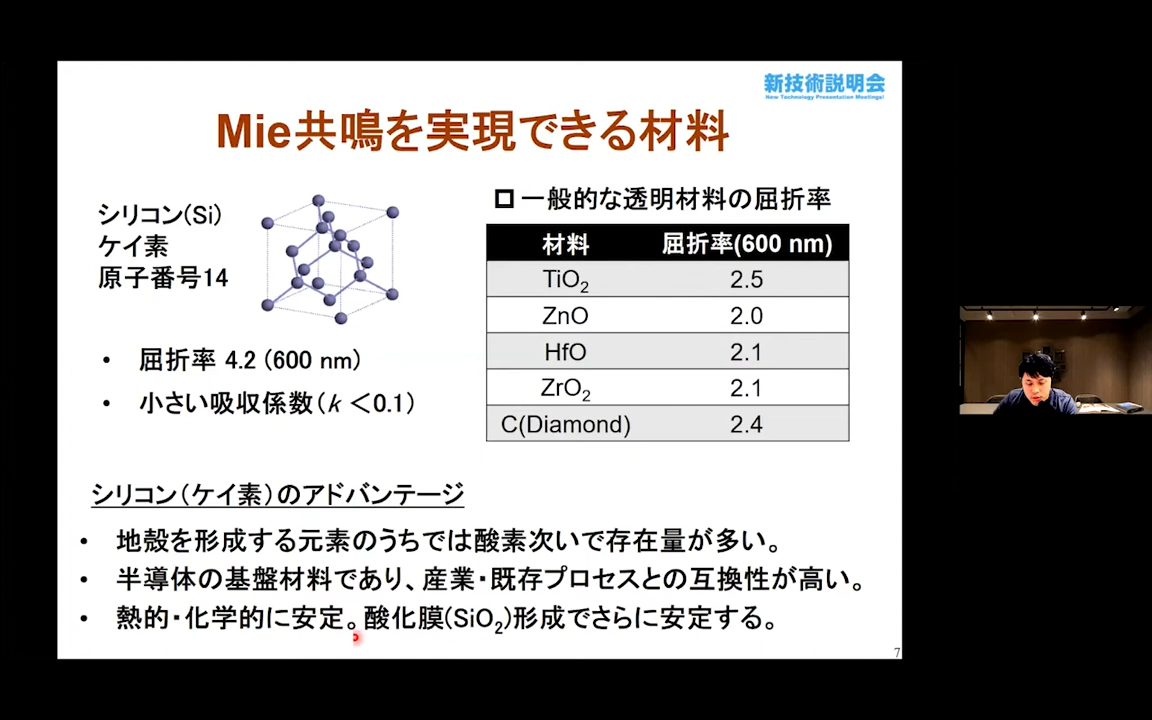 新技術説明会
New Technology Presentation Meetings!
Mie共鳴を実現できる材料
シリコン(Si)
ケイ素
原子番号14
• 屈折率 4.2 (600 nm)
• 小さい吸収係数(k <0.1)
一般的な透明材料の屈折率
材料 屈折率(600 nm)
TiO2 2.5
ZnO 2.0
HfO 2.1
ZrO2 2.1
C(Diamond) 2.4
シリコン(ケイ素)のアドバンテージ
• 地殻を形成する元素のうちでは酸素次いで存在量が多い。
• 半導体の基盤材料であり、産業・既存プロセスとの互換性が高い。
• 熱的・化学的に安定。酸化膜(SiO2)形成でさらに安定する。
7